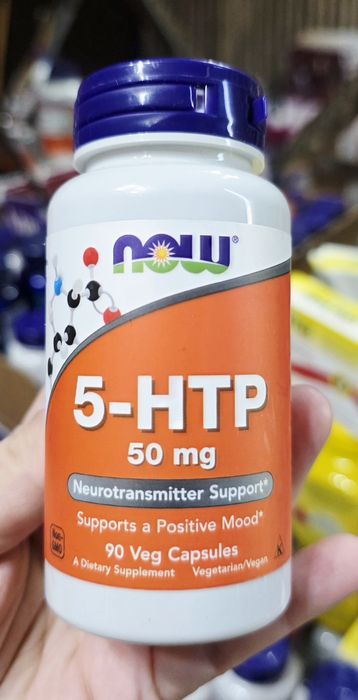 now®
5-HTP
50 mg
Neurotransmitter Support*
Supports a Positive Mood*
90 Veg Capsules
Non-GMO
A Dietary Supplement Vegetarian/Vegan
K